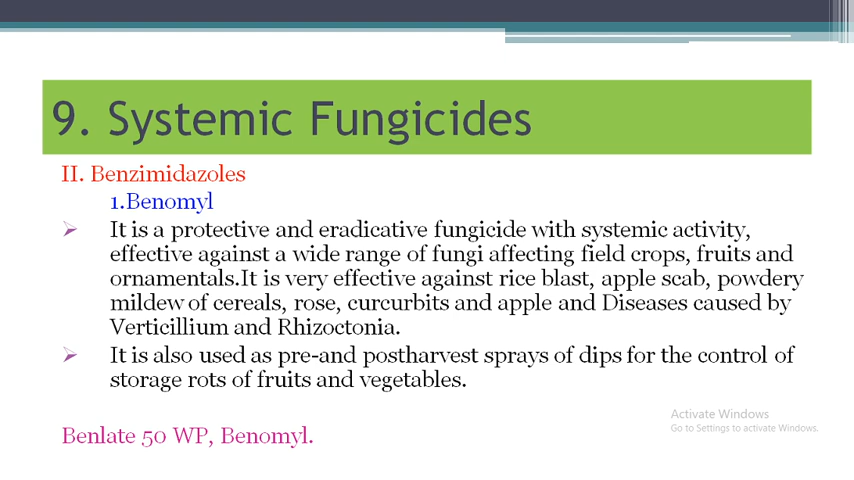 9. Systemic Fungicides
II. Benzimidazoles
1.Benomyl
It is a protective and eradicative fungicide with systemic activity,
effective against a wide range of fungi affecting field crops, fruits and
ornamentals.It is very effective against rice blast, apple scab, powdery
mildew of cereals, rose, curcurbits and apple and Diseases caused by
Verticillium and Rhizoctonia.
It is also used as pre-and postharvest sprays of dips for the control of
storage rots of fruits and vegetables.
Activate Windows
Go to Settings to activate Windows.
Benlate 50 WP, Benomyl.